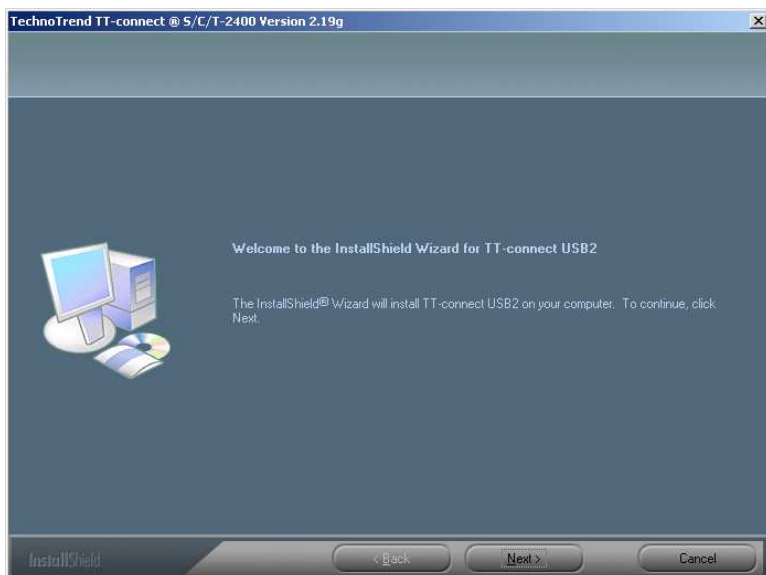 TechnoTrend TT-connect ® S/C/T-2400 Version 2.19g
Welcome to the InstallShield Wizard for TT-connect USB2
The InstallShield® Wizard will install TT-connect USB2 on your computer. To continue, click
Next.
InstallShield
< Back
Next >
Cancel